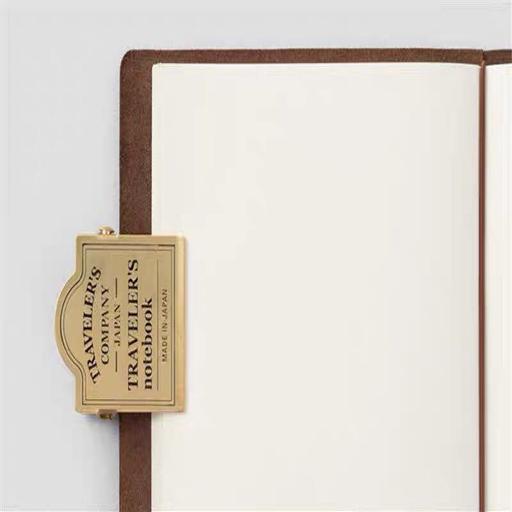 TRAVELER'S
COMPANY
JAPAN
TRAVELER'S
notebook
MADE IN JAPAN